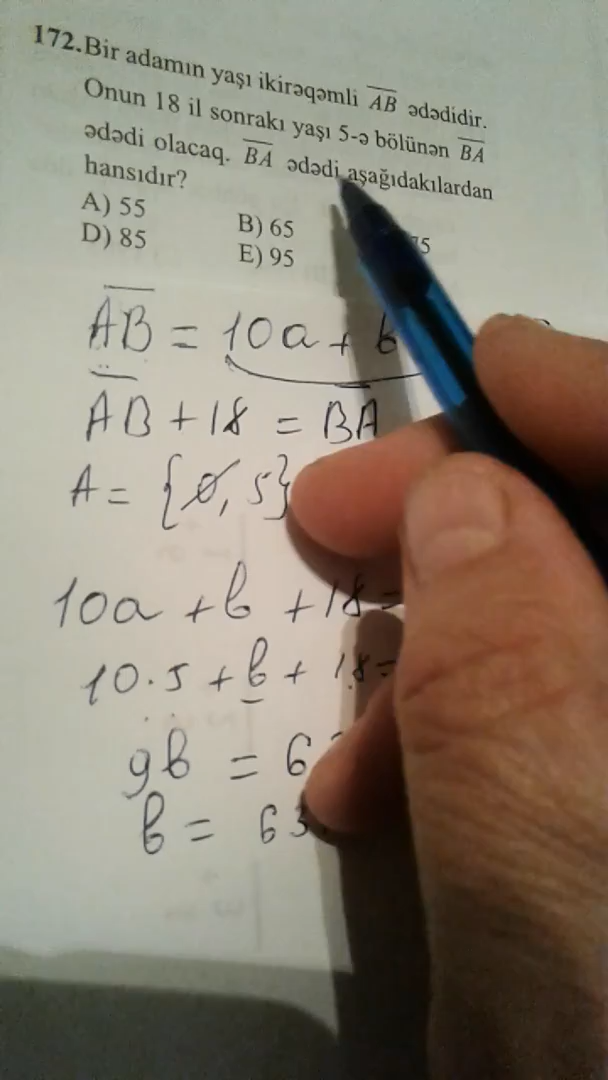 172. Bir adamın yaşı ikirəqəmli AB ədədidir.
Onun 18 il sonrakı yaşı 5-ə bölünən BA
ədədi olacaq. BA ədədi aşağıdakılardan
hansıdır?
A) 55 B) 65 75
D) 85 E) 95
AB = 10a + b
AB + 18 = BA
A = {0, 5}
10a + b + 18 =
10·5 + b + 18 =
9b = 6
b = 63